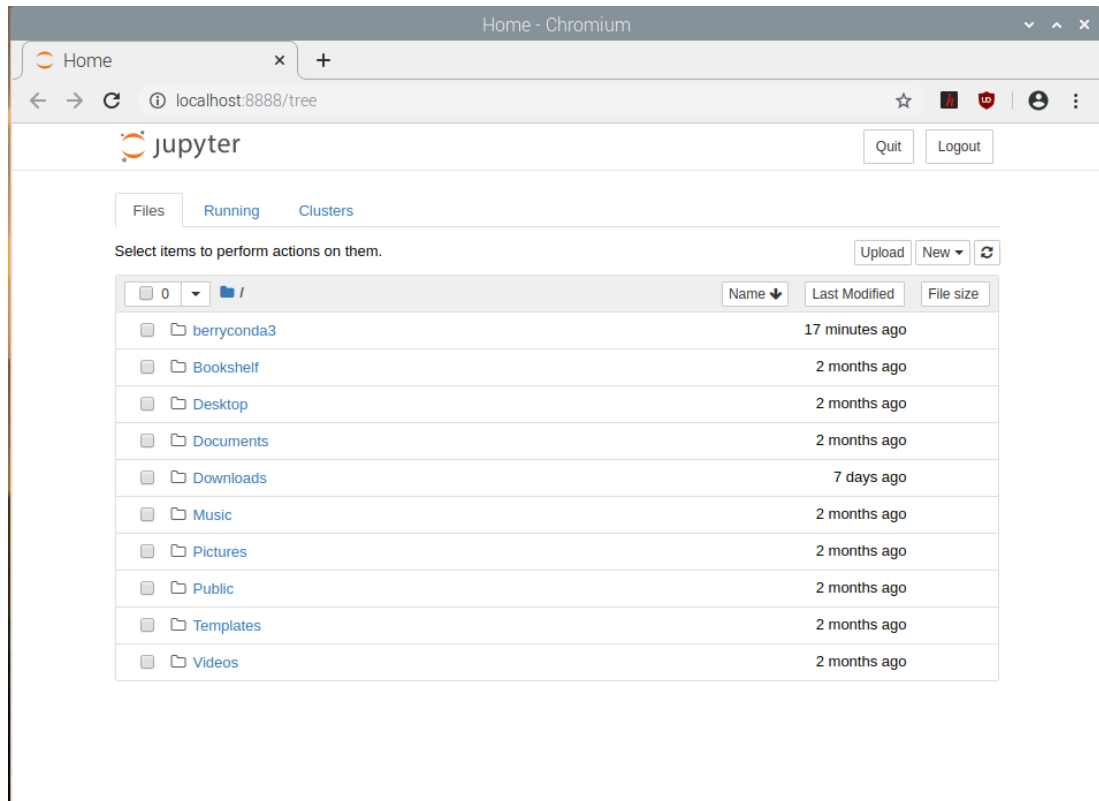 Home - Chromium
Home
localhost:8888/tree
jupyter
Quit Logout
Files Running Clusters
Select items to perform actions on them.
Upload New
0 / Name Last Modified File size
berryconda3 17 minutes ago
Bookshelf 2 months ago
Desktop 2 months ago
Documents 2 months ago
Downloads 7 days ago
Music 2 months ago
Pictures 2 months ago
Public 2 months ago
Templates 2 months ago
Videos 2 months ago